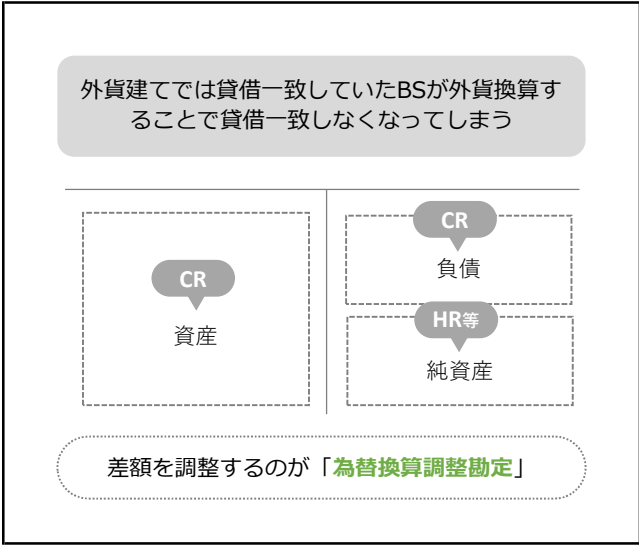 外貨建てでは貸借一致していたBSが外貨換算す
ることで貸借一致しなくなってしまう
CR
資産
CR
負債
HR等
純資産
差額を調整するのが「為替換算調整勘定」